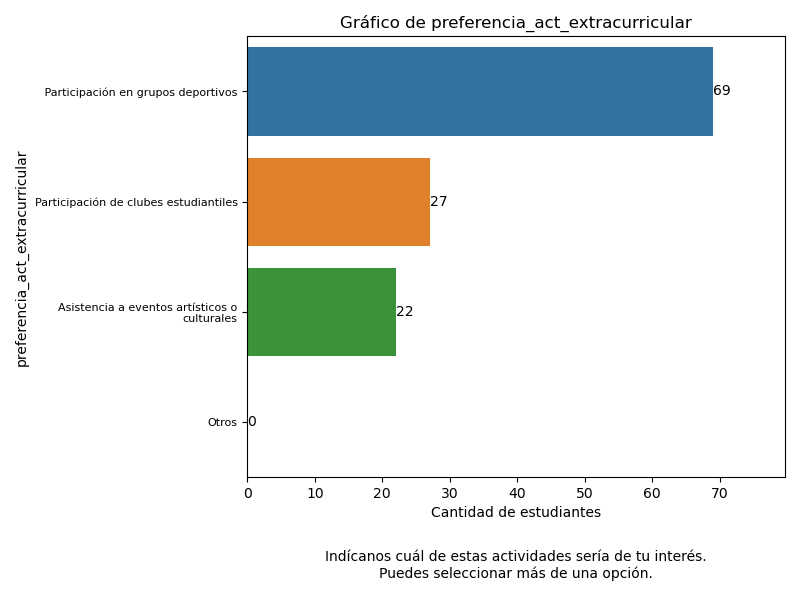 Gráfico de preferencia_act_extracurricular
preferencia_act_extracurricular
Participación en grupos deportivos
69
Participación de clubes estudiantiles
27
Asistencia a eventos artísticos o
culturales
22
Otros
0
0 10 20 30 40 50 60 70
Cantidad de estudiantes
Indícanos cuál de estas actividades sería de tu interés.
Puedes seleccionar más de una opción.